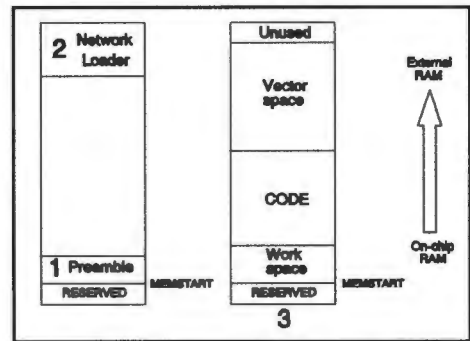 2 Network
Loader
1 Preamble
RESERVED
MEMSTART
Unused
Vector
space
CODE
Work
space
RESERVED
MEMSTART
3
External
RAM
On-chip
RAM